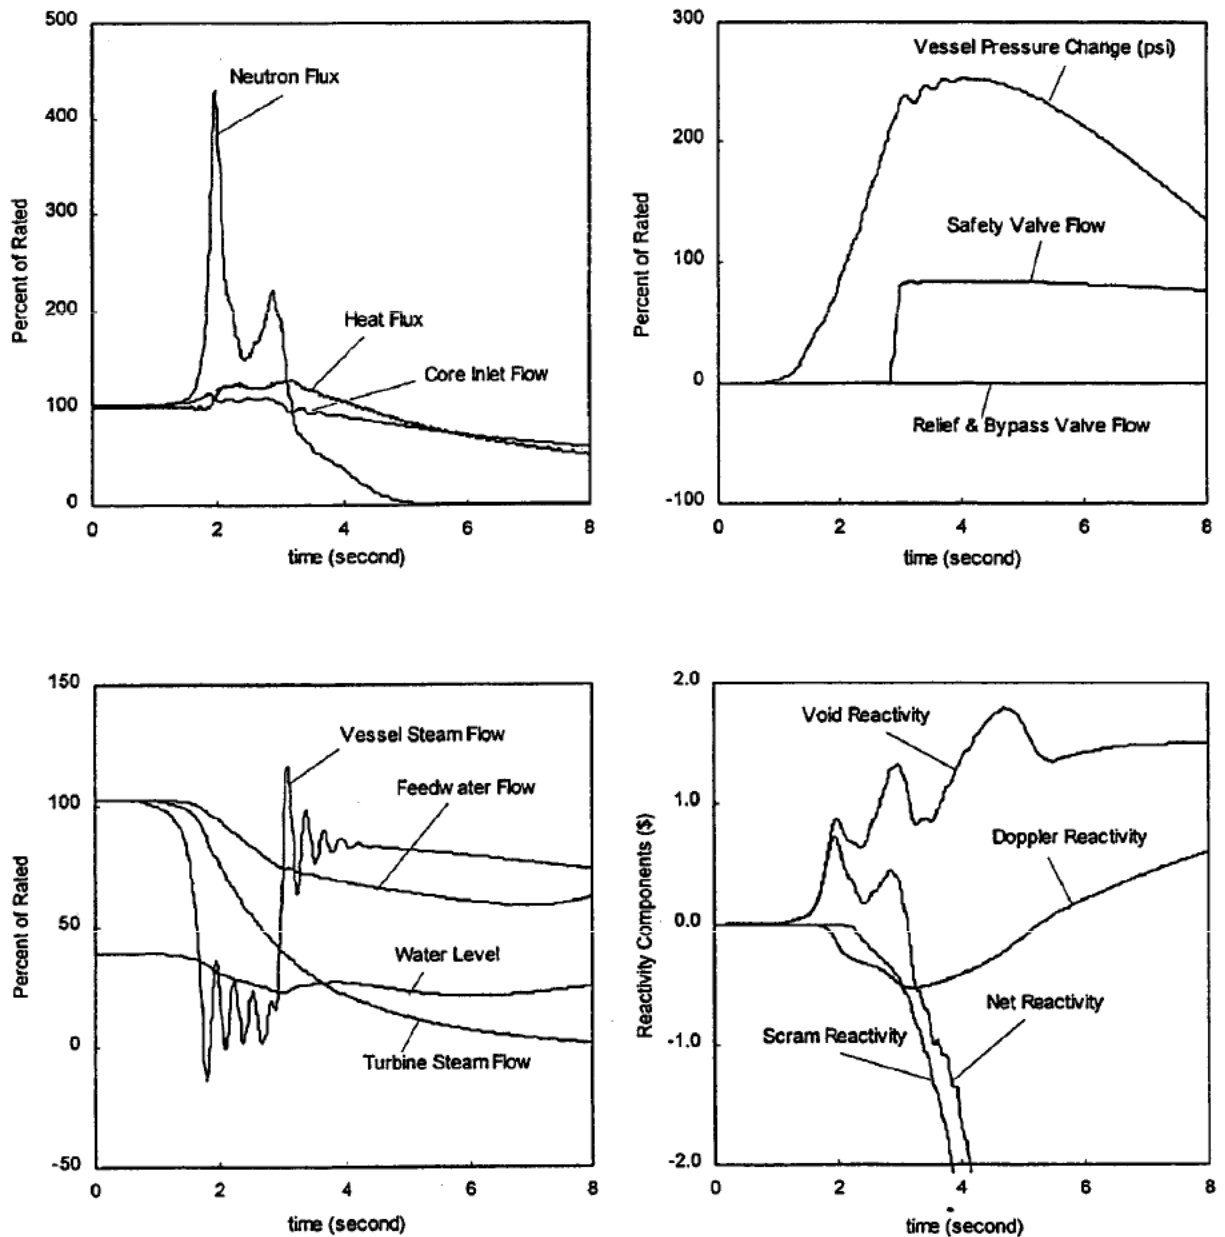 500
400
300
200
100
0
Percent of Rated
Neutron Flux
Heat Flux
Core Inlet Flow
0 2 4 6 8
time (second)
300
200
100
0
-100
Percent of Rated
Vessel Pressure Change (psi)
Safety Valve Flow
Relief & Bypass Valve Flow
0 2 4 6 8
time (second)
150
100
50
0
-50
Percent of Rated
Vessel Steam Flow
Feedwater Flow
Water Level
Turbine Steam Flow
0 2 4 6 8
time (second)
2.0
1.0
0.0
-1.0
-2.0
Reactivity Components ($)
Void Reactivity
Doppler Reactivity
Net Reactivity
Scram Reactivity
0 2 4 6 8
time (second)